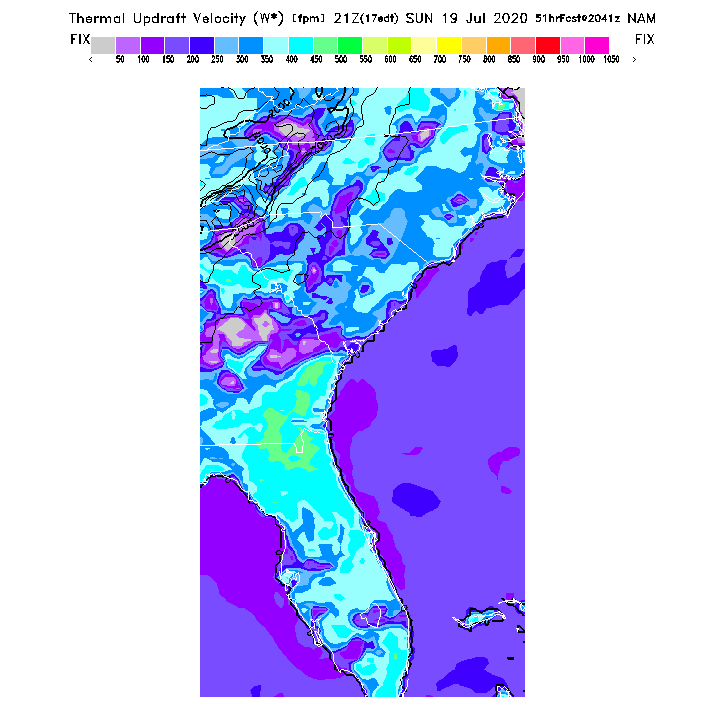 Thermal Updraft Velocity (W*) [fpm] 21Z(17edt) SUN 19 Jul 2020 51hrFcst@2041z NAM
FIX FIX
< 50 100 150 200 250 300 350 400 450 500 550 600 650 700 750 800 850 900 950 1000 1050 >
2000